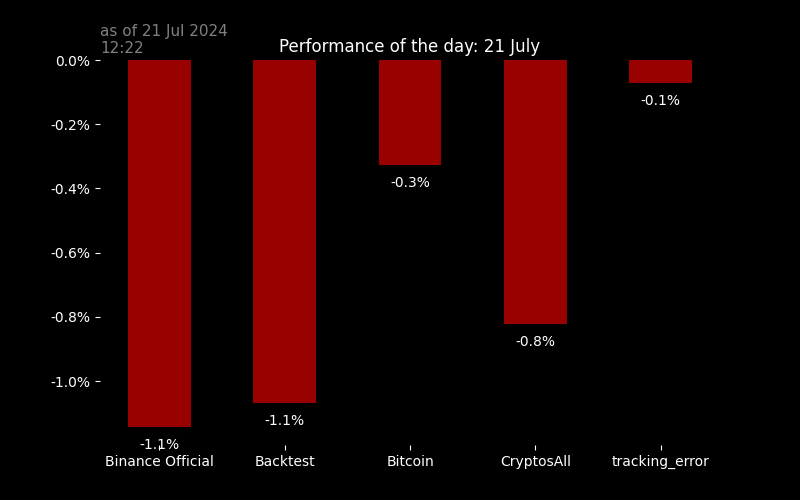 as of 21 Jul 2024
12:22
Performance of the day: 21 July
0.0%
-0.2%
-0.4%
-0.6%
-0.8%
-1.0%
-1.1%
-1.1%
-0.3%
-0.8%
-0.1%
Binance Official
Backtest
Bitcoin
CryptosAll
tracking_error